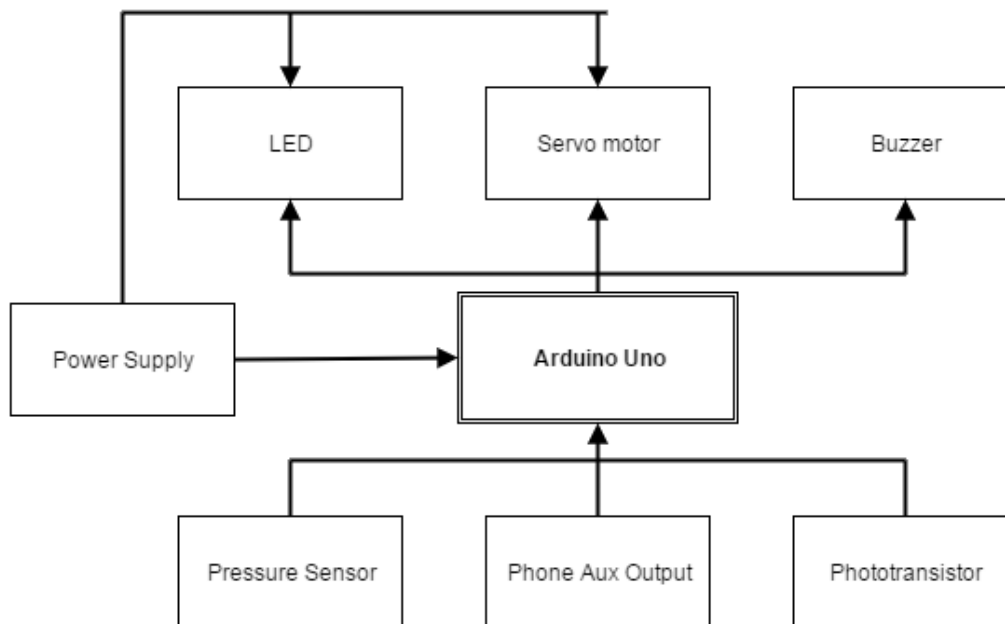 LED
Servo motor
Buzzer
Power Supply
Arduino Uno
Pressure Sensor
Phone Aux Output
Phototransistor